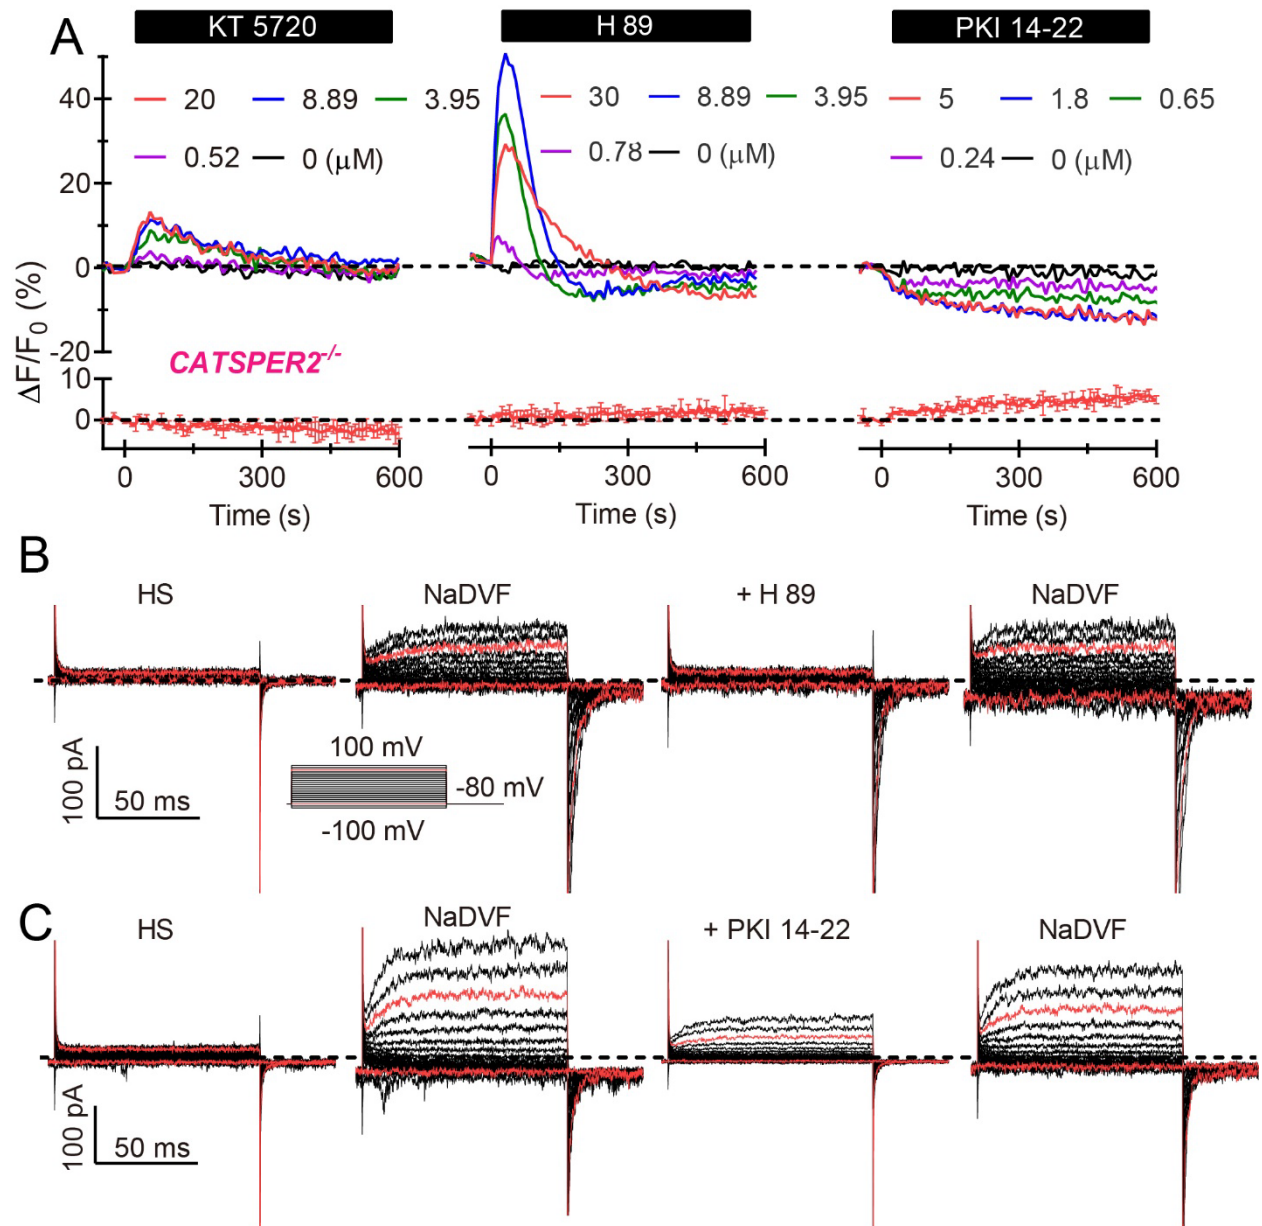 A
KT 5720
H 89
PKI 14-22
20 8.89 3.95
0.52 0 (μM)
30 8.89 3.95
0.78 0 (μM)
5 1.8 0.65
0.24 0 (μM)
40
20
0
-20
10
0
ΔF/F0 (%)
CATSPER2-/-
0 300 600
0 300 600
0 300 600
Time (s)
Time (s)
Time (s)
B
HS
NaDVF
+ H 89
NaDVF
100 pA
50 ms
100 mV
-80 mV
-100 mV
C
HS
NaDVF
+ PKI 14-22
NaDVF
100 pA
50 ms